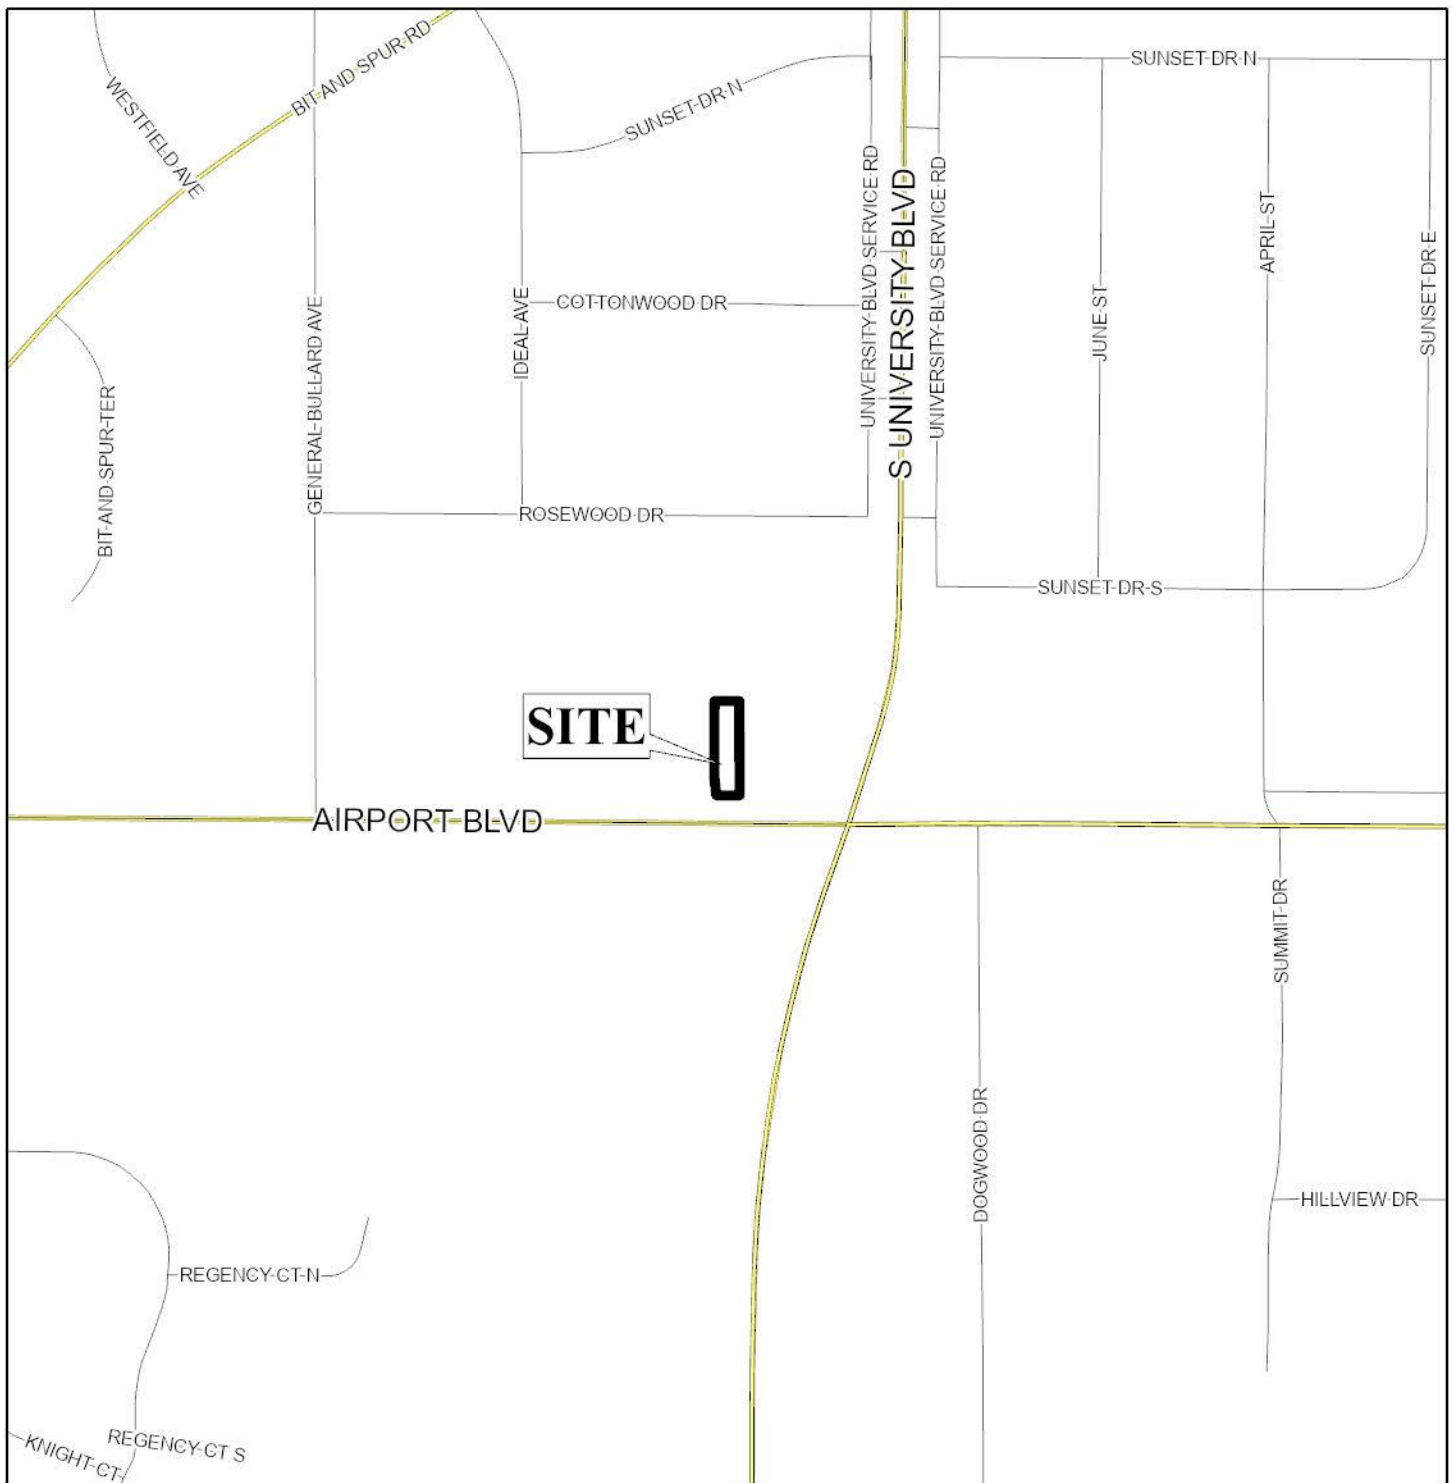 SUNSET DR N
BIT AND SPUR RD
WESTFIELD AVE
SUNSET DR N
UNIVERSITY BLVD SERVICE RD
S UNIVERSITY BLVD
UNIVERSITY BLVD SERVICE RD
APRIL ST
SUNSET DR E
JUNE ST
GENERAL BULLARD AVE
IDEAL AVE
COTTONWOOD DR
BIT AND SPUR TER
ROSEWOOD DR
SUNSET DR S
SITE
AIRPORT BLVD
SUMMIT DR
DOGWOOD DR
HILLVIEW DR
REGENCY CT N
REGENCY CT S
KNIGHT CT